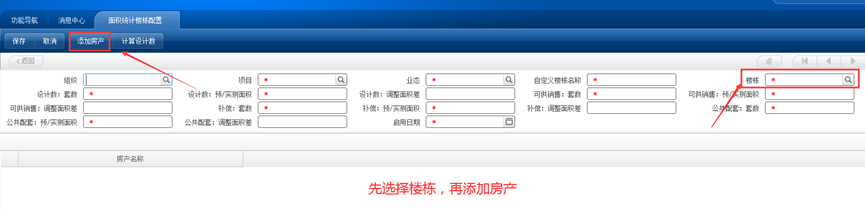 功能导航 消息中心 面积统计楼栋配置
保存 取消 添加房产 计算设计数
返回
组织 项目 * 业态 * 自定义楼栋名称 * 楼栋 *
设计数：套数 * 设计数：预/实测面积 * 设计数：调整面积差 可供销售：套数 * 可供销售：预/实测面积 *
可供销售：调整面积差 补偿：套数 * 补偿：预/实测面积 * 补偿：调整面积差 公共配套：套数 *
公共配套：预/实测面积 * 公共配套：调整面积差 启用日期 *
房产名称
先选择楼栋，再添加房产